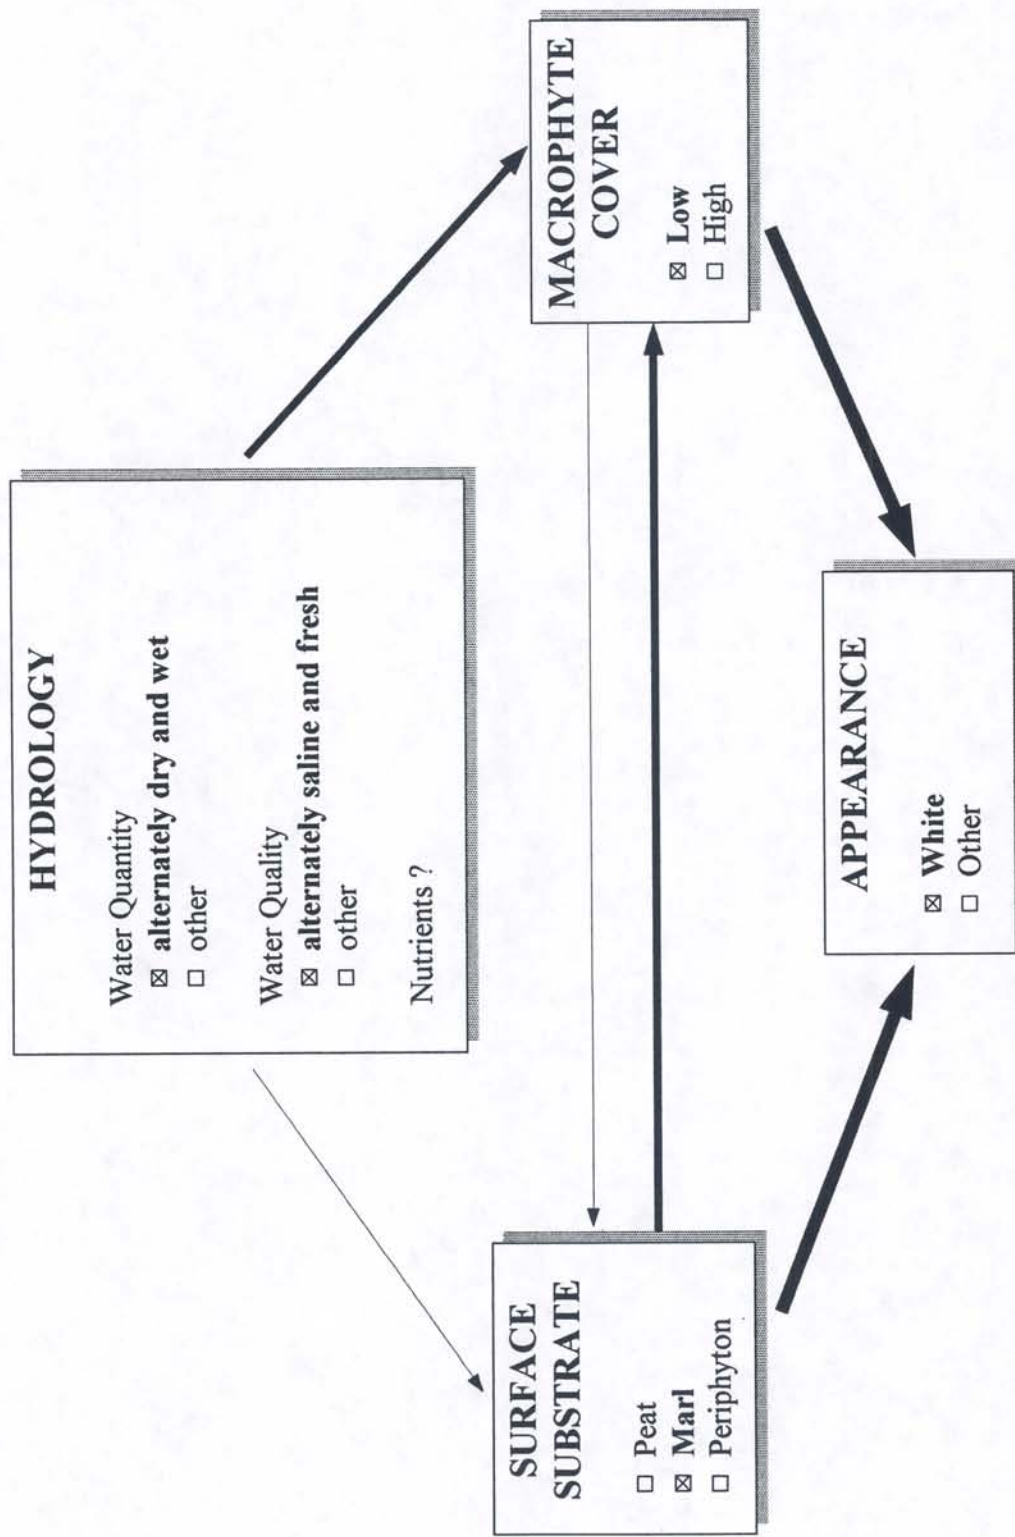 HYDROLOGY
Water Quantity
☒ alternately dry and wet
☐ other
Water Quality
☒ alternately saline and fresh
☐ other
Nutrients ?
SURFACE
SUBSTRATE
☐ Peat
☒ Marl
☐ Periphyton
MACROPHYTE
COVER
☒ Low
☐ High
APPEARANCE
☒ White
☐ Other